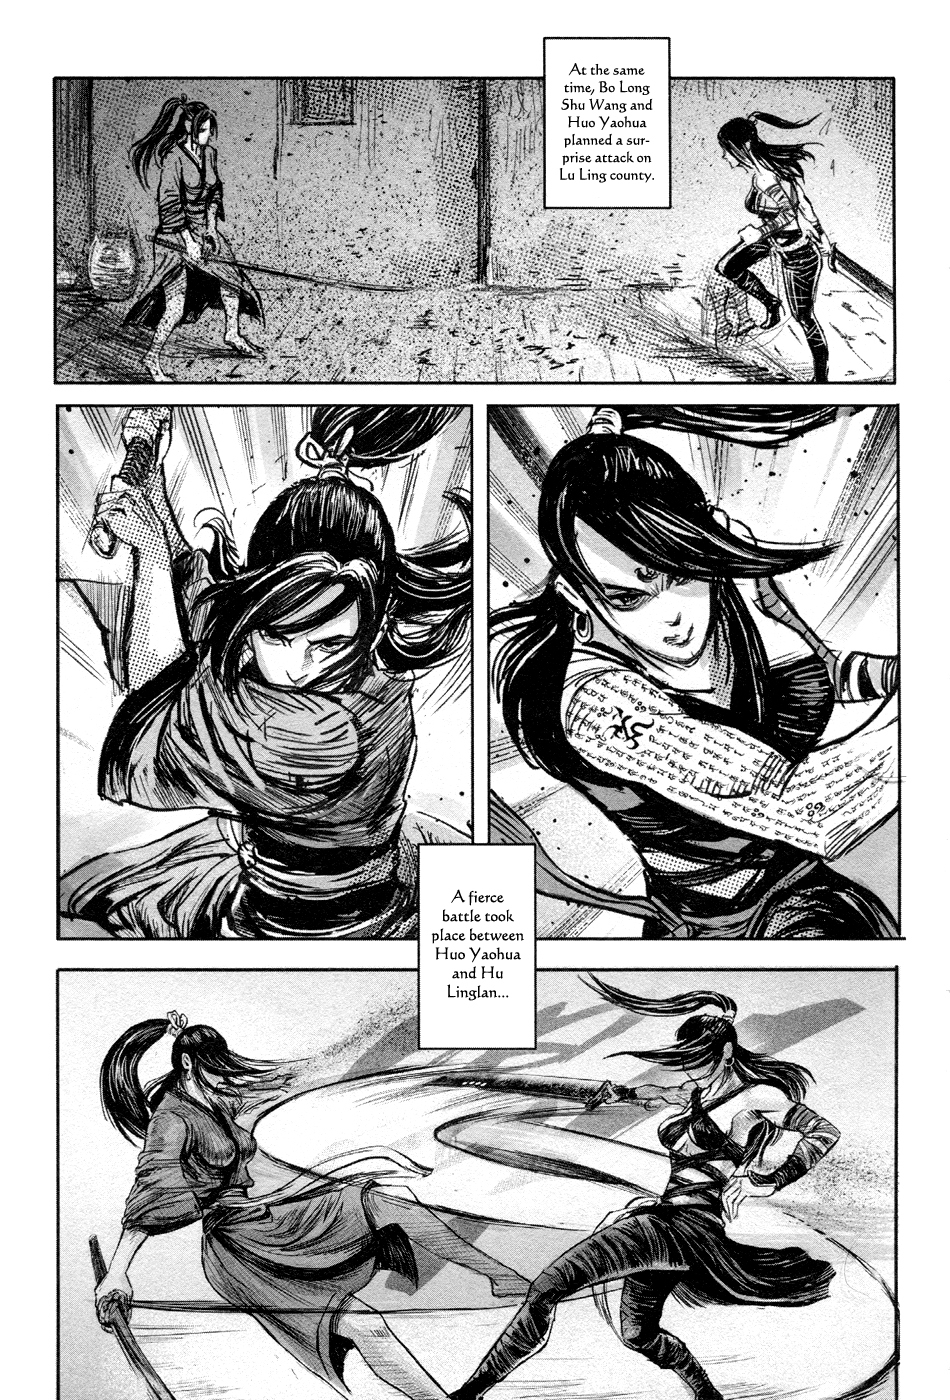 At the same
time, Bo Long
Shu Wang and
Huo Yaohua
planned a sur-
prise attack on
Lu Ling county.
A fierce
battle took
place between
Huo Yaohua
and Hu
Linglan...